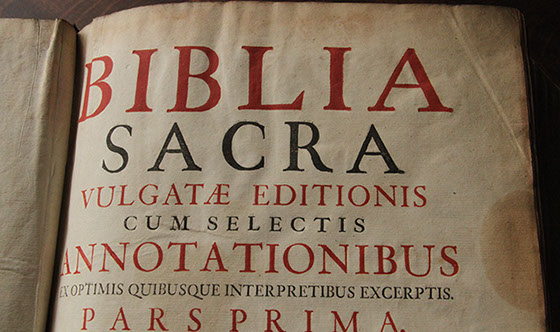 BIBLIA
SACRA
VULGATÆ EDITIONIS
CUM SELECTIS
ANNOTATIONIBUS
EX OPTIMIS QUIBUSQUE INTERPRETIBUS EXCERPTIS.
PARS PRIMA,